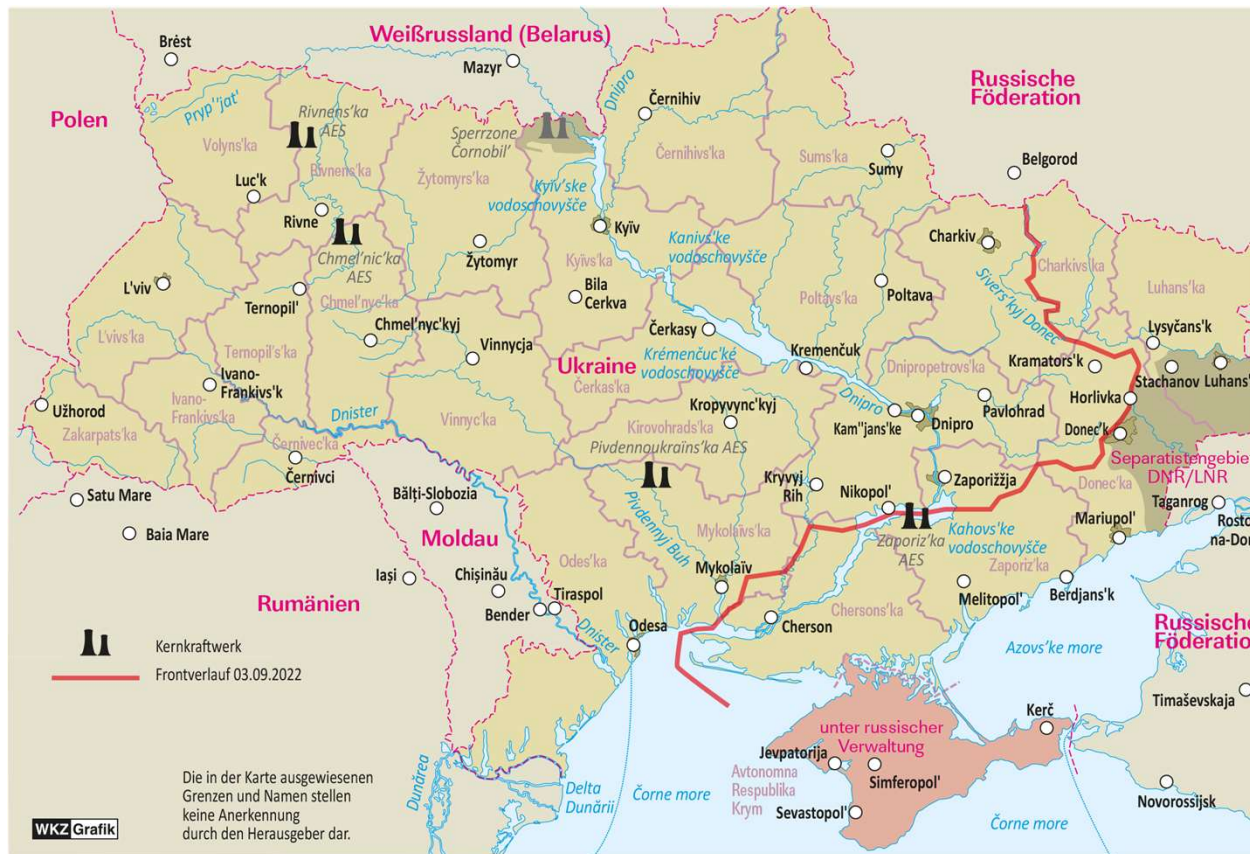 Weißrussland (Belarus)
Brėst
Mazyr
Dnipro
Russische
Föderation
Polen
Pryp''jat'
Rivnens'ka
AES
Sperrzone
Čornobil'
Černihiv
Volyns'ka
Rivnens'ka
Žytomyrs'ka
Černihivs'ka
Sums'ka
Sumy
Belgorod
Luc'k
Rivne
Kyïv'ske
vodoschovyšče
Kyïv
Chmel'nic'ka
AES
Žytomyr
Kyïvs'ka
Kanivs'ke
vodoschovyšče
Charkiv
Charkivs'ka
Sivers'kyj Donec
L'viv
Ternopil'
Chmel'nyc'ka
Bila
Cerkva
Poltavs'ka
Poltava
Luhans'ka
L'vivs'ka
Ternopil's'ka
Chmel'nyc'kyj
Vinnycja
Čerkasy
Lysyčans'k
Ukraine
Krémenčuc'ké
vodoschovyšče
Kremenčuk
Dnipropetrovs'ka
Kramators'k
Stachanov
Luhans'
Ivano-
Frankivs'k
Ivano-
Frankivs'ka
Čerkas'ka
Užhorod
Zakarpats'ka
Dnister
Vinnyc'ka
Kropyvync'kyj
Kirovohrads'ka
Dnipro
Kam''jans'ke
Dnipro
Pavlohrad
Horlivka
Donec'k
Černivec'ka
Černivci
Pivdennoukraïns'ka AES
Separatistengebie
DNR/LNR
Satu Mare
Bălți-Slobozia
Kryvyj
Rih
Nikopol'
Zaporižžja
Donec'ka
Taganrog
Rosto
na-Don
Baia Mare
Moldau
Pivdennyj Buh
Mykolaïvs'ka
Zaporiz'ka
AES
Kahovs'ke
vodoschovyšče
Mariupol'
Odes'ka
Zaporiz'ka
Iași
Chișinău
Mykolaïv
Melitopol'
Berdjans'k
Rumänien
Bender
Tiraspol
Chersons'ka
Cherson
Dnister
Odesa
Russische
Föderation
Kernkraftwerk
Frontverlauf 03.09.2022
Azovs'ke more
Timaševskaja
Kerč
unter russischer
Verwaltung
Jevpatorija
Avtonomna
Respublika
Krym
Simferopol'
Sevastopol'
Novorossijsk
Dunărea
Delta
Dunării
Čorne more
Čorne more
Die in der Karte ausgewiesenen
Grenzen und Namen stellen
keine Anerkennung
durch den Herausgeber dar.
WKZ Grafik